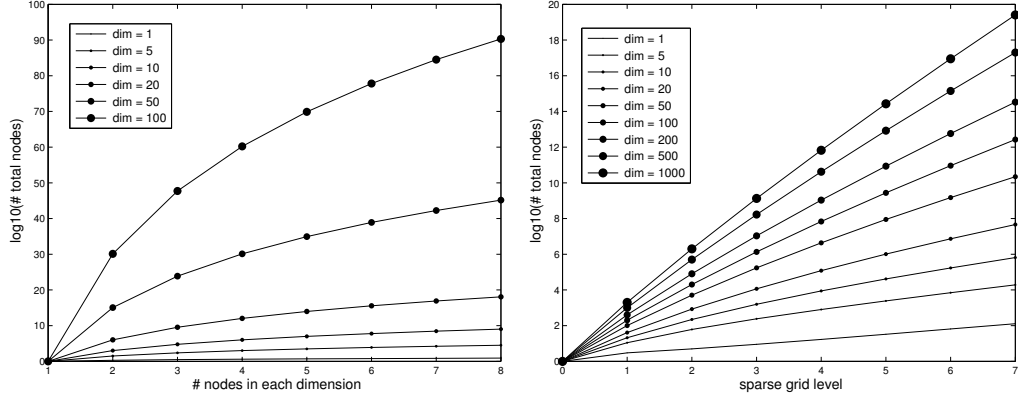 100
90
80
70
60
50
40
30
20
10
0
log10(# total nodes)
dim = 1
dim = 5
dim = 10
dim = 20
dim = 50
dim = 100
1 2 3 4 5 6 7 8
# nodes in each dimension
20
18
16
14
12
10
8
6
4
2
0
log10(# total nodes)
dim = 1
dim = 5
dim = 10
dim = 20
dim = 50
dim = 100
dim = 200
dim = 500
dim = 1000
0 1 2 3 4 5 6 7
sparse grid level